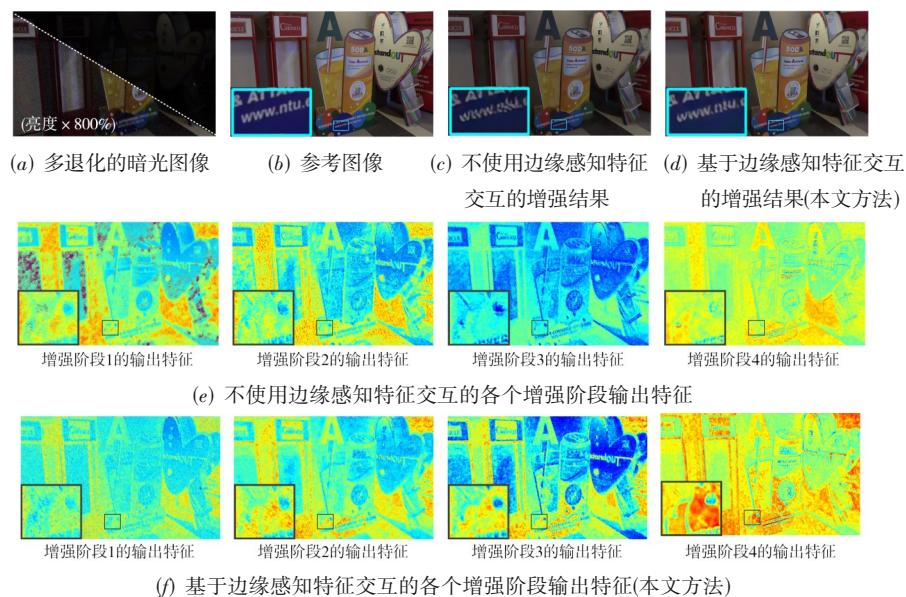 CHRONICLE
A
SODA
standOUT
(亮度 × 800%)
& ATTAC
www.ntu.c
(a) 多退化的暗光图像
(b) 参考图像
(c) 不使用边缘感知特征
交互的增强结果
(d) 基于边缘感知特征交互
的增强结果(本文方法)
增强阶段1的输出特征
增强阶段2的输出特征
增强阶段3的输出特征
增强阶段4的输出特征
(e) 不使用边缘感知特征交互的各个增强阶段输出特征
增强阶段1的输出特征
增强阶段2的输出特征
增强阶段3的输出特征
增强阶段4的输出特征
(f) 基于边缘感知特征交互的各个增强阶段输出特征(本文方法)